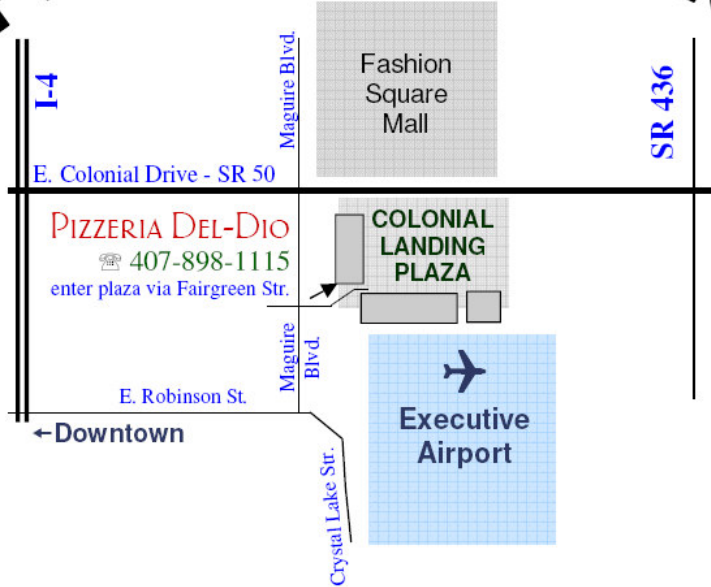 I-4
Maguire Blvd.
Fashion
Square
Mall
SR 436
E. Colonial Drive - SR 50
PIZZERIA DEL-DIO
☏ 407-898-1115
enter plaza via Fairgreen Str.
COLONIAL
LANDING
PLAZA
Maguire
Blvd.
E. Robinson St.
←Downtown
Executive
Airport
Crystal Lake Str.